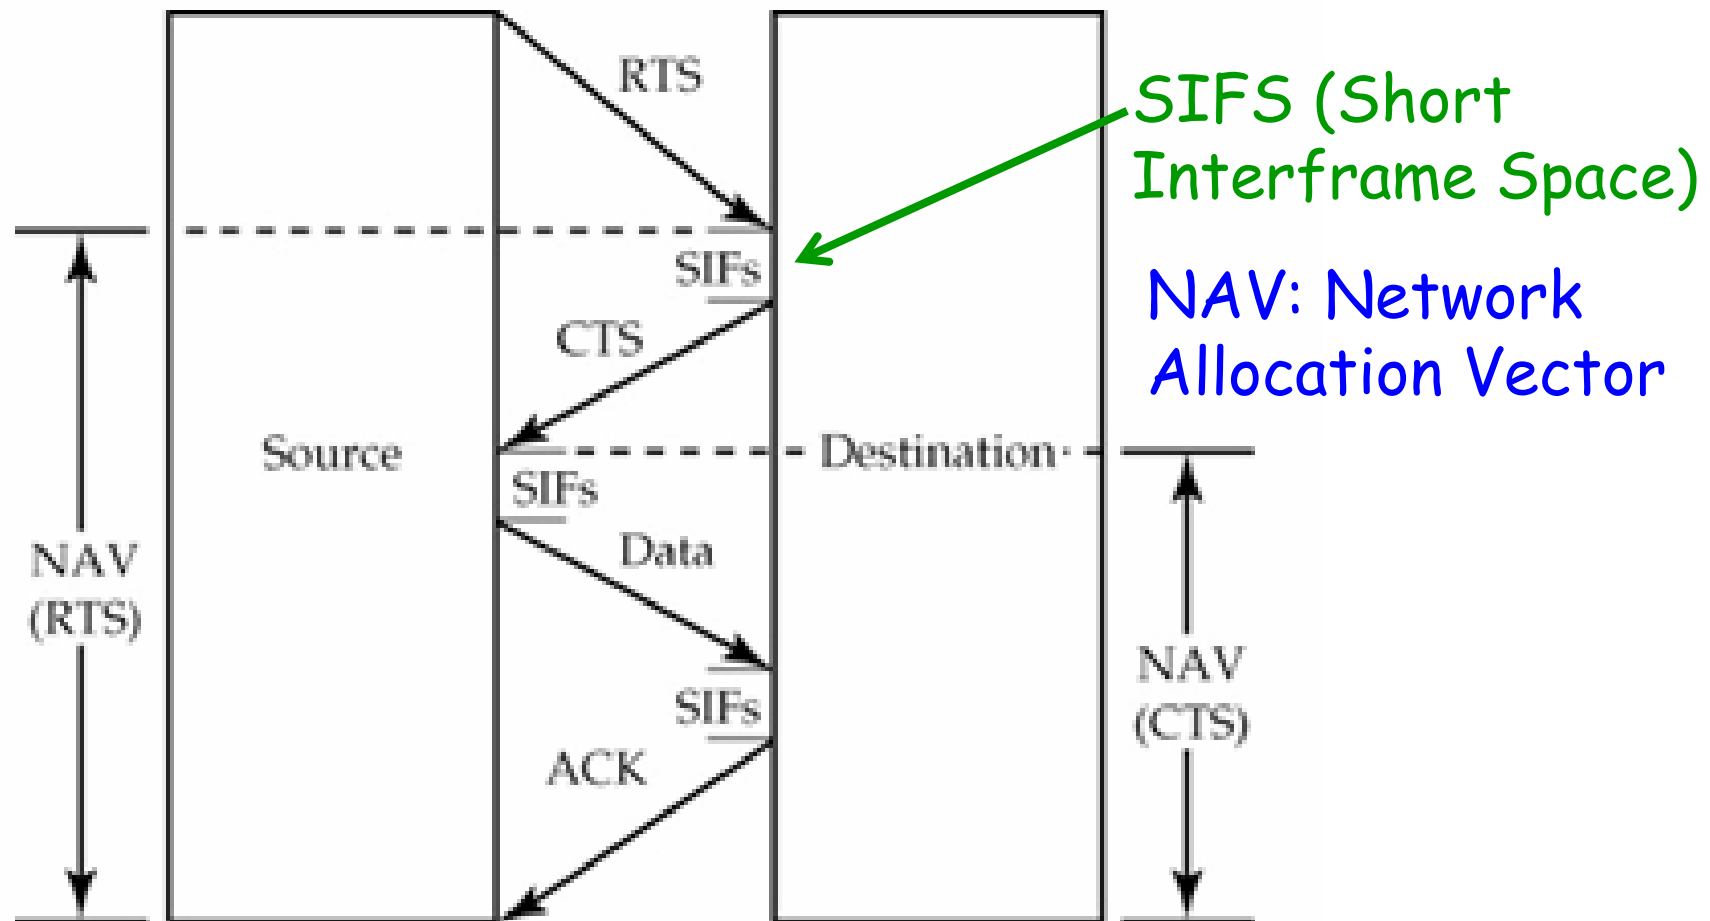 RTS
SIFS (Short
Interframe Space)
SIFs
NAV: Network
Allocation Vector
CTS
Source
Destination
SIFs
Data
NAV
(RTS)
NAV
(CTS)
SIFs
ACK